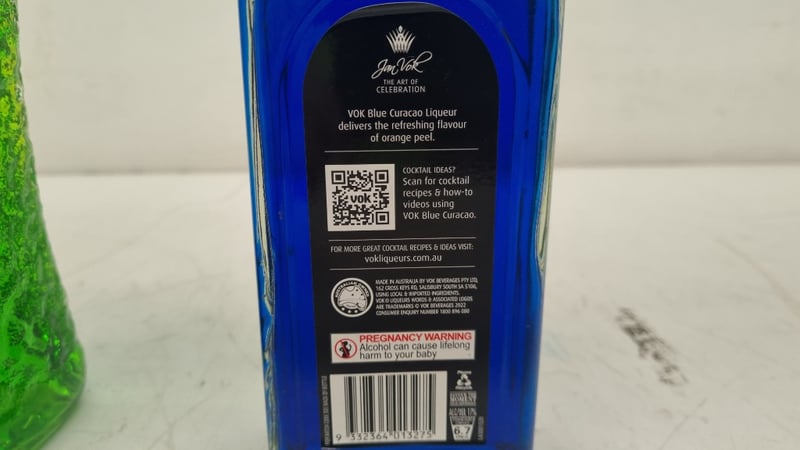 Jan Vok
THE ART OF
CELEBRATION
VOK Blue Curacao Liqueur
delivers the refreshing flavour
of orange peel.
VOK
COCKTAIL IDEAS?
Scan for cocktail
recipes & how-to
videos using
VOK Blue Curacao.
FOR MORE GREAT COCKTAIL RECIPES & IDEAS VISIT:
vokliqueurs.com.au
MADE IN AUSTRALIA BY VOK BEVERAGES PTY LTD,
162 CROSS KEYS RD, SALISBURY SOUTH SA 5106,
USING LOCAL & IMPORTED INGREDIENTS.
VOK ® LIQUEURS WORDS & ASSOCIATED LOGOS
ARE TRADEMARKS © VOK BEVERAGES 2022
CONSUMER ENQUIRY NUMBER 1800 896 080
PREGNANCY WARNING
Alcohol can cause lifelong
harm to your baby
MOMENT
ALC/VOL 17%
6.7
9 332364 013275